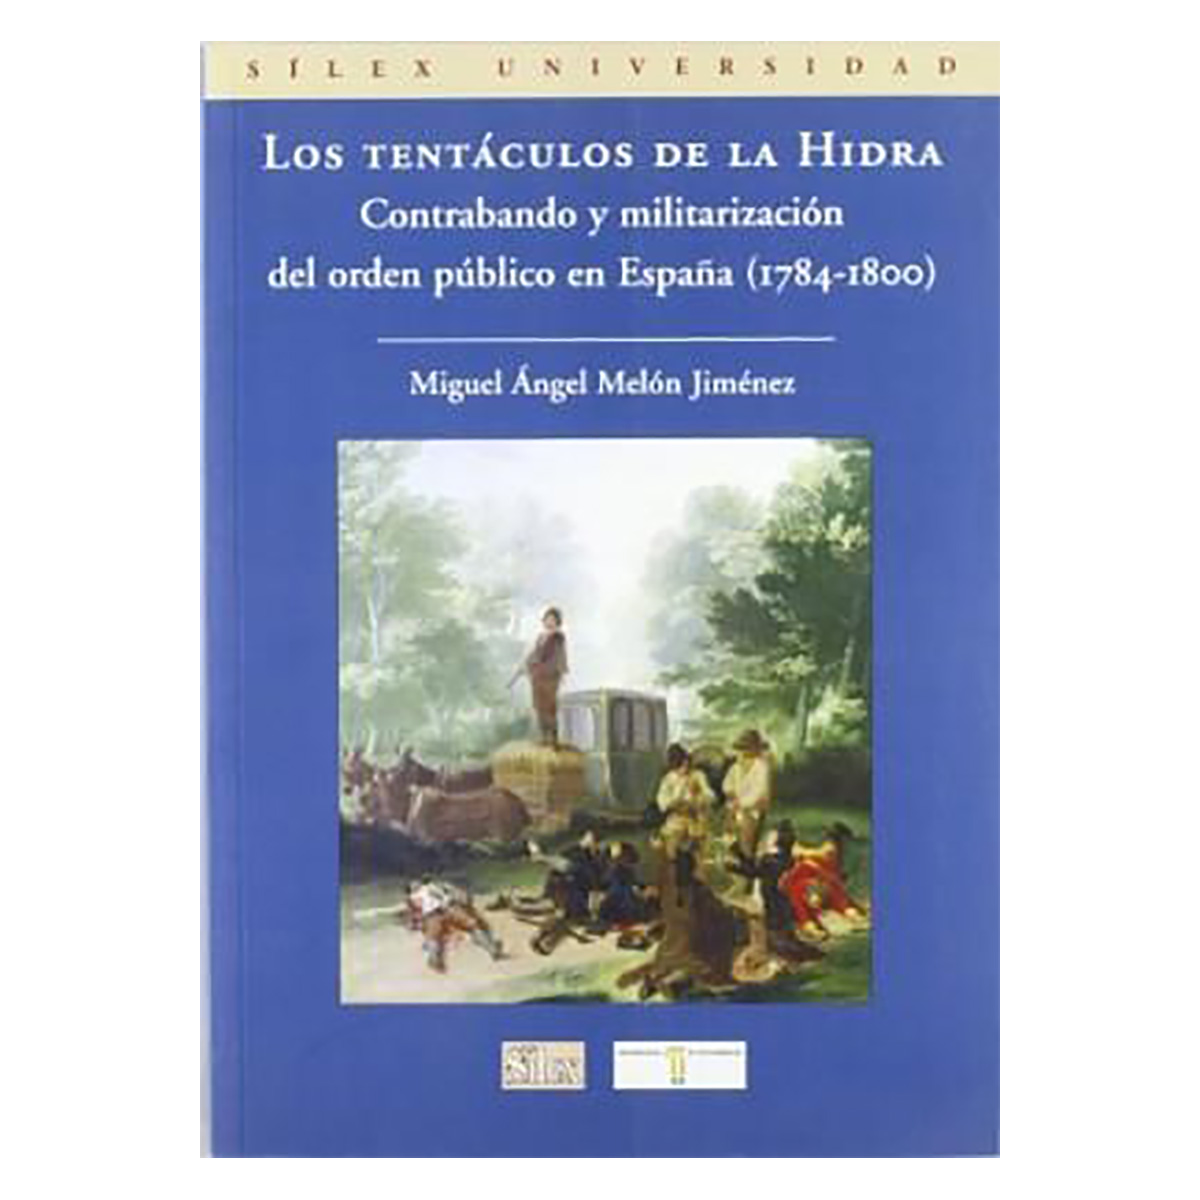 SÍLEX UNIVERSIDAD
LOS TENTÁCULOS DE LA HIDRA
Contrabando y militarización
del orden público en España (1784-1800)
Miguel Ángel Melón Jiménez
Sílex